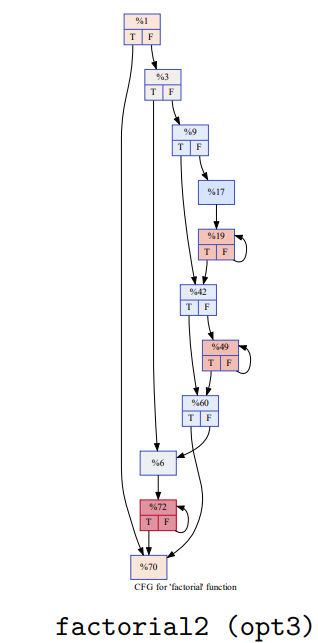 %1
T F
%3
T F
%9
T F
%17
%19
T F
%42
T F
%49
T F
%60
T F
%6
%72
T F
%70
CFG for 'factorial' function
factorial2 (opt3)